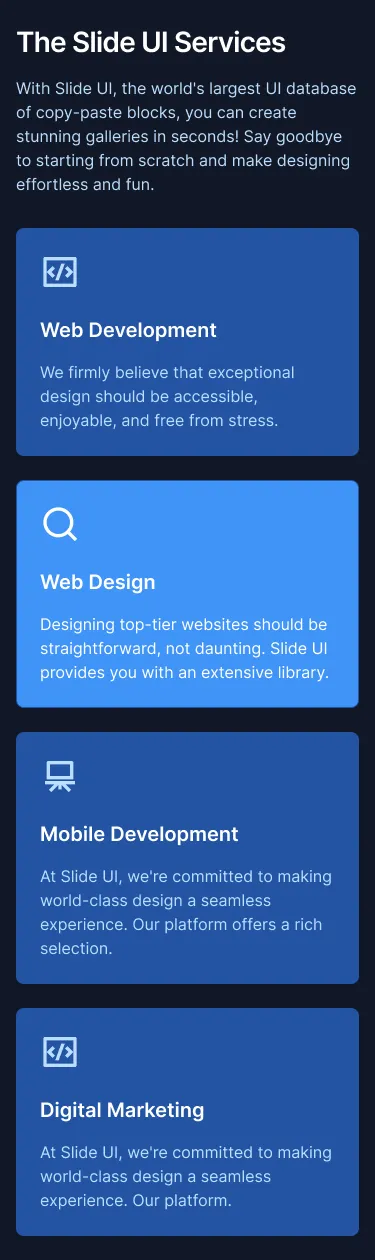 The Slide UI Services
With Slide UI, the world's largest UI database
of copy-paste blocks, you can create
stunning galleries in seconds! Say goodbye
to starting from scratch and make designing
effortless and fun.
Web Development
We firmly believe that exceptional
design should be accessible,
enjoyable, and free from stress.
Web Design
Designing top-tier websites should be
straightforward, not daunting. Slide UI
provides you with an extensive library.
Mobile Development
At Slide UI, we're committed to making
world-class design a seamless
experience. Our platform offers a rich
selection.
Digital Marketing
At Slide UI, we're committed to making
world-class design a seamless
experience. Our platform.